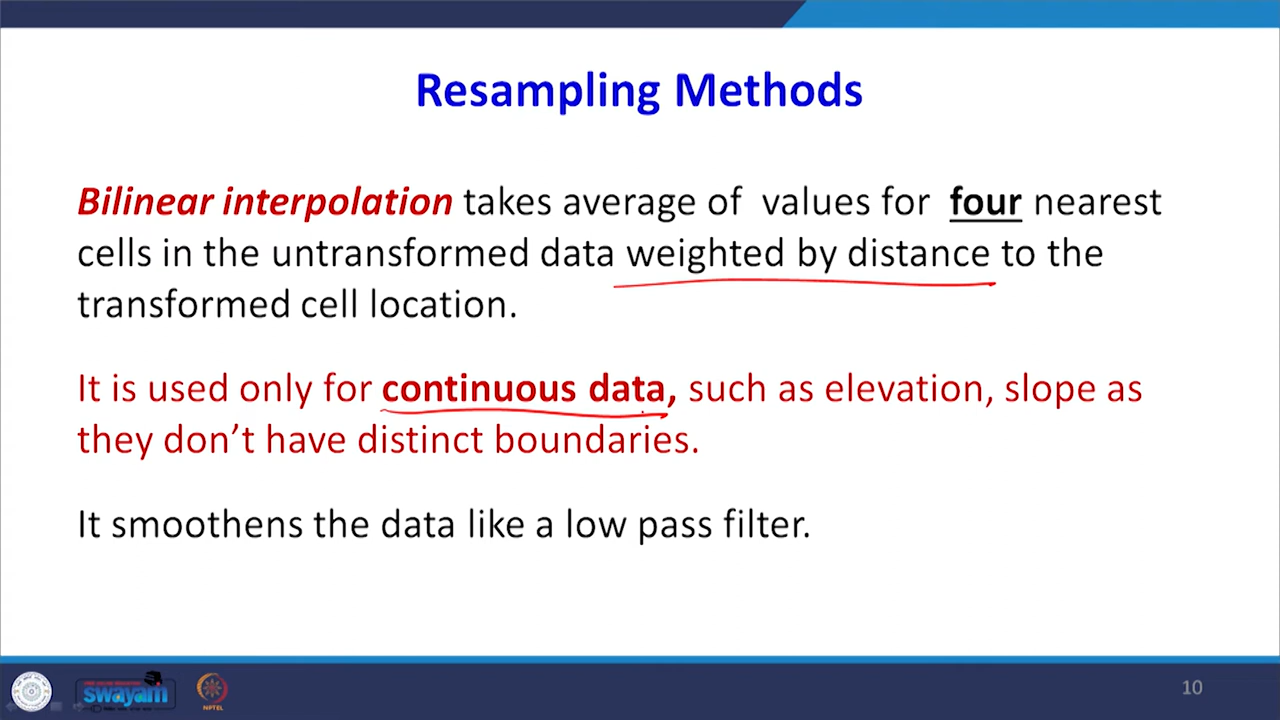 Resampling Methods
Bilinear interpolation takes average of values for four nearest
cells in the untransformed data weighted by distance to the
transformed cell location.
It is used only for continuous data, such as elevation, slope as
they don’t have distinct boundaries.
It smoothens the data like a low pass filter.
swayam
NPTEL
10